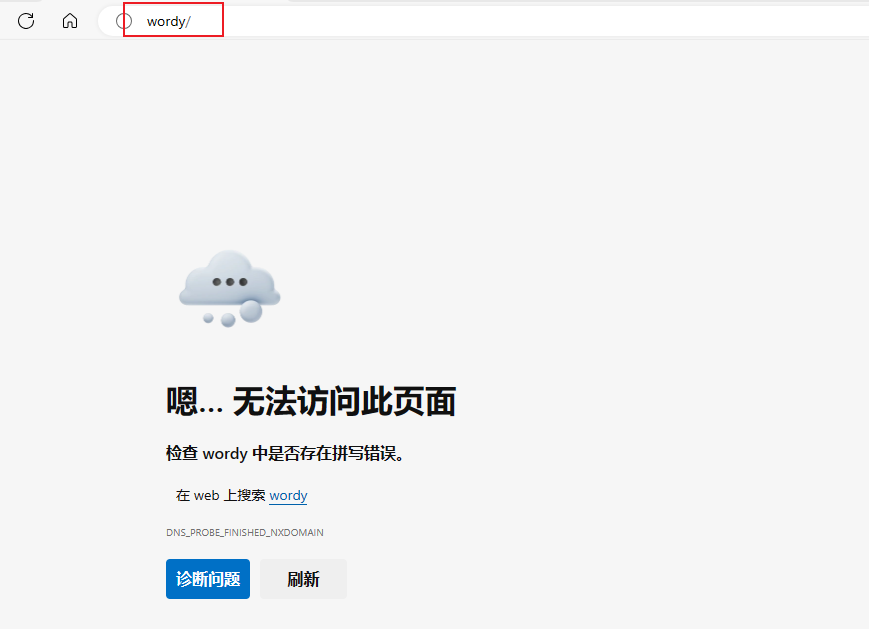 wordy/
嗯... 无法访问此页面
检查 wordy 中是否存在拼写错误。
在 web 上搜索 wordy
DNS_PROBE_FINISHED_NXDOMAIN
诊断问题 刷新